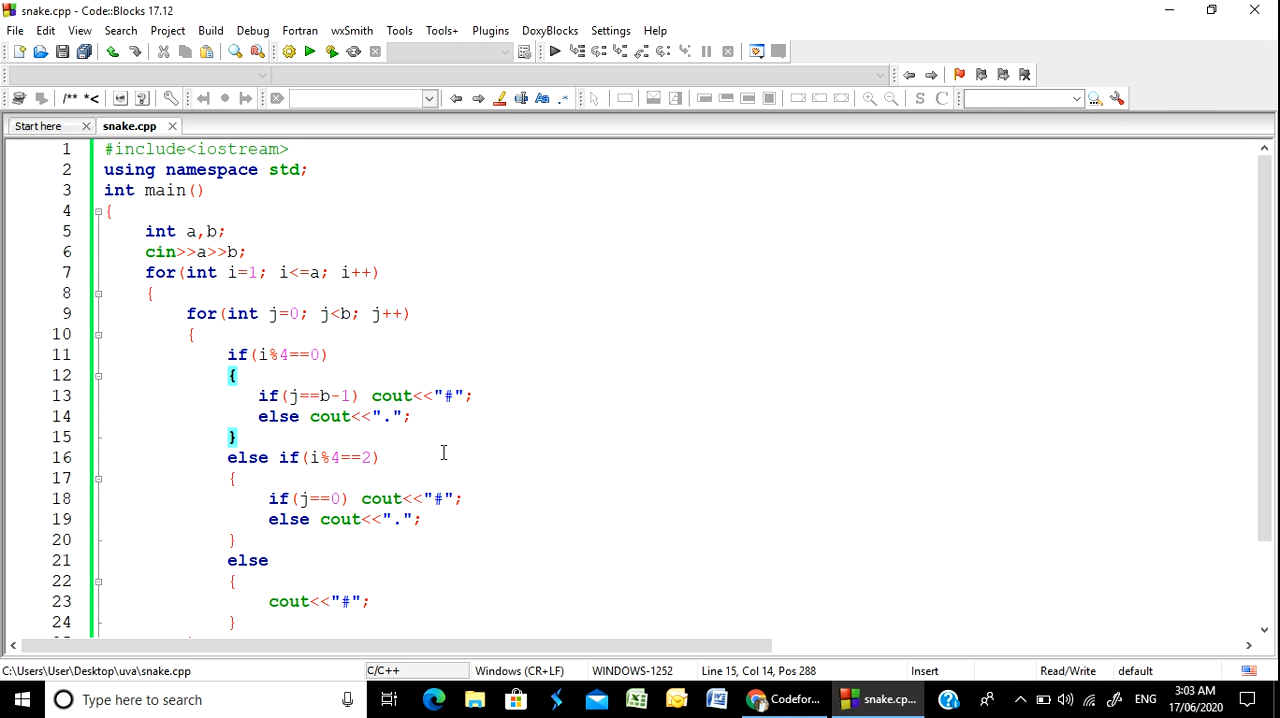 snake.cpp - Code::Blocks 17.12
File Edit View Search Project Build Debug Fortran wxSmith Tools Tools+ Plugins DoxyBlocks Settings Help
/** *<
S C
Start here snake.cpp
1 #include<iostream>
2 using namespace std;
3 int main()
4 {
5 int a,b;
6 cin>>a>>b;
7 for(int i=1; i<=a; i++)
8 {
9 for(int j=0; j<b; j++)
10 {
11 if(i%4==0)
12 {
13 if(j==b-1) cout<<"#";
14 else cout<<".";
15 }
16 else if(i%4==2)
17 {
18 if(j==0) cout<<"#";
19 else cout<<".";
20 }
21 else
22 {
23 cout<<"#";
24 }
C:\Users\User\Desktop\uva\snake.cpp C/C++ Windows (CR+LF) WINDOWS-1252 Line 15, Col 14, Pos 288 Insert Read/Write default
Type here to search Codefor... snake.cp... ENG 3:03 AM
17/06/2020